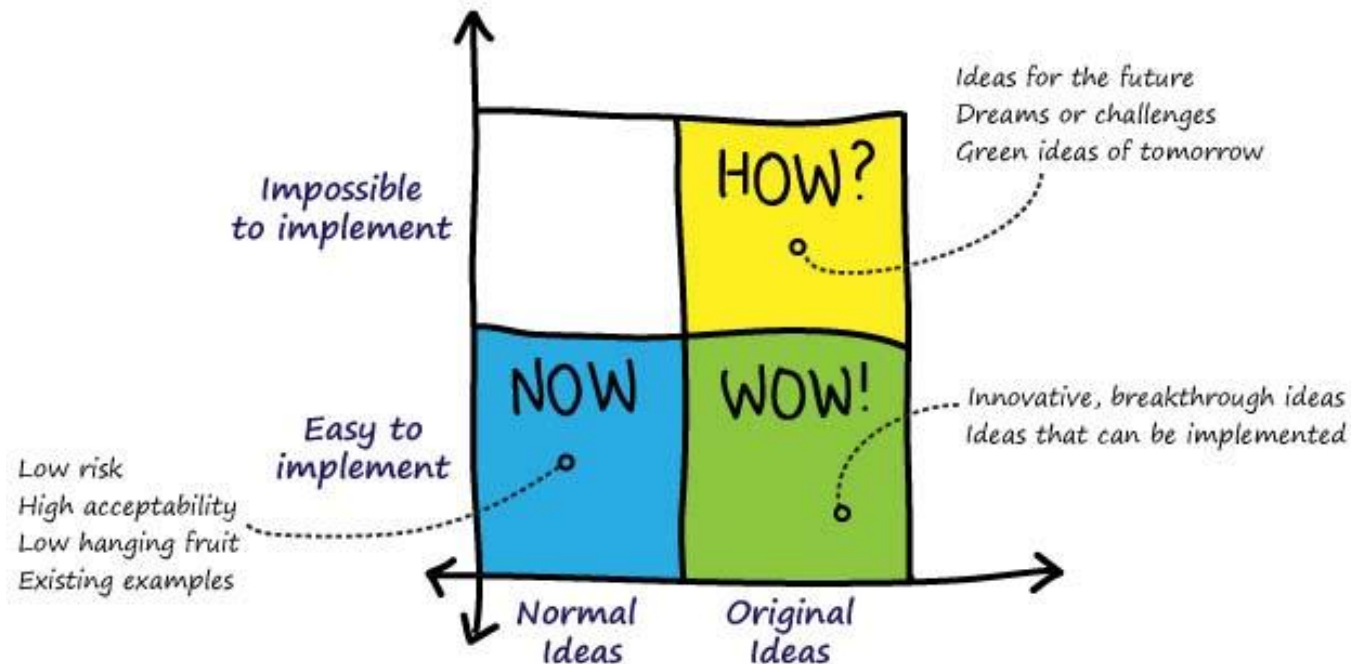 Ideas for the future
Dreams or challenges
Green ideas of tomorrow
HOW?
Impossible
to implement
NOW
WOW!
Innovative, breakthrough ideas
Ideas that can be implemented
Easy to
implement
Low risk
High acceptability
Low hanging fruit
Existing examples
Normal
Ideas
Original
Ideas